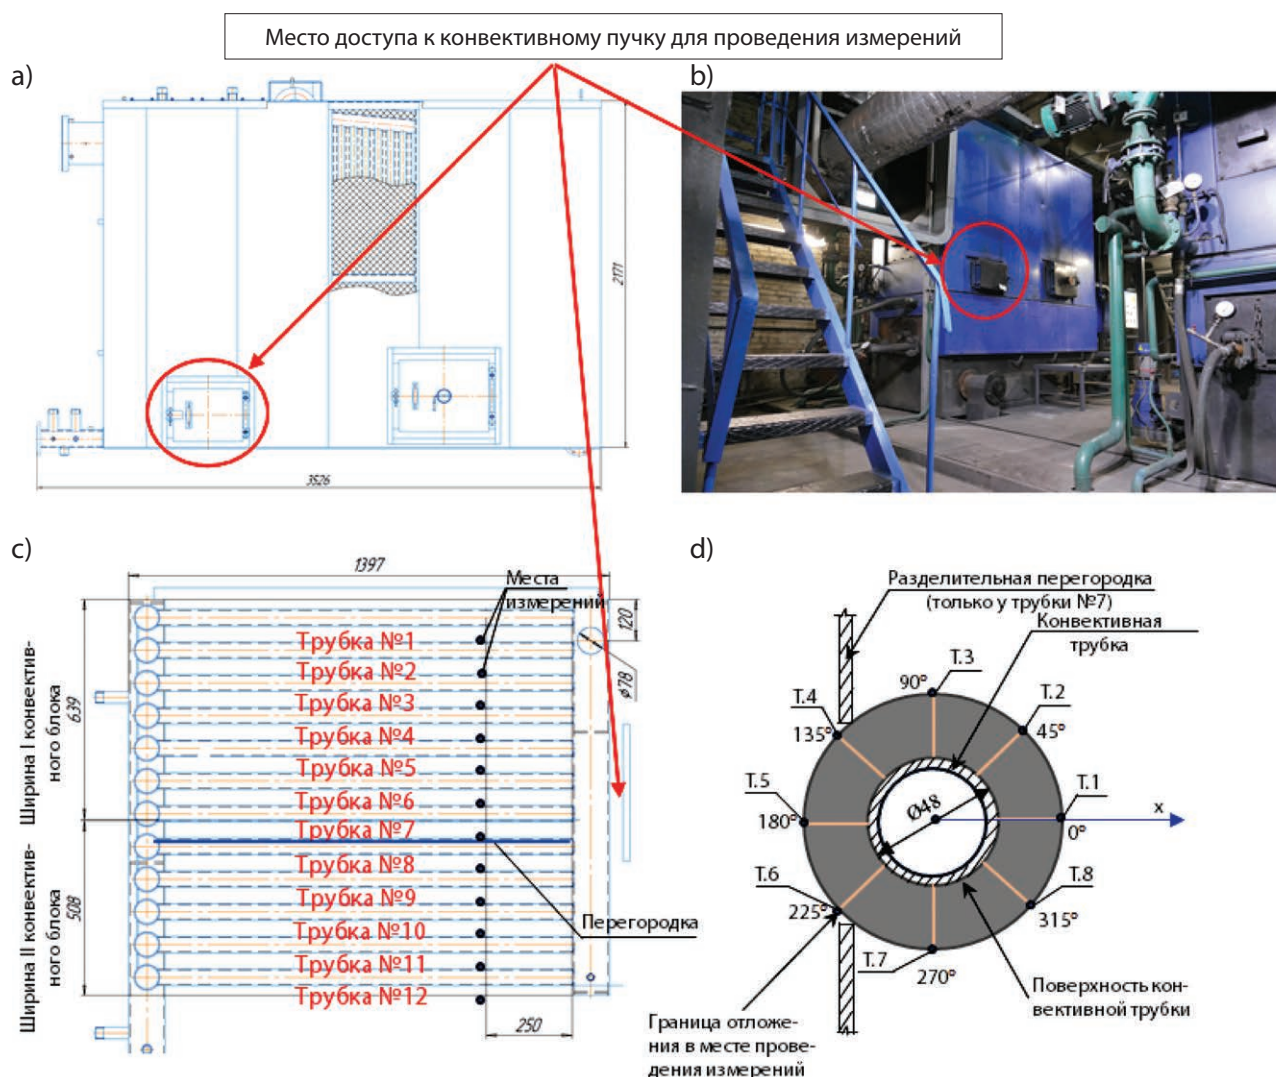 Место доступа к конвективному пучку для проведения измерений
a)
b)
2171
3526
c)
1397
Места
измерений
120
ø78
Ширина I конвектив-
ного блока
639
Ширина II конвектив-
ного блока
508
Трубка №1
Трубка №2
Трубка №3
Трубка №4
Трубка №5
Трубка №6
Трубка №7
Трубка №8
Трубка №9
Трубка №10
Трубка №11
Трубка №12
Перегородка
250
d)
Разделительная перегородка
(только у трубки №7)
Конвективная
трубка
Т.3
90°
Т.4
135°
Т.2
45°
Т.5
180°
Ø48
Т.1
0°
x
Т.6
225°
Т.8
315°
Т.7
270°
Поверхность кон-
вективной трубки
Граница отложе-
ния в месте прове-
дения измерений